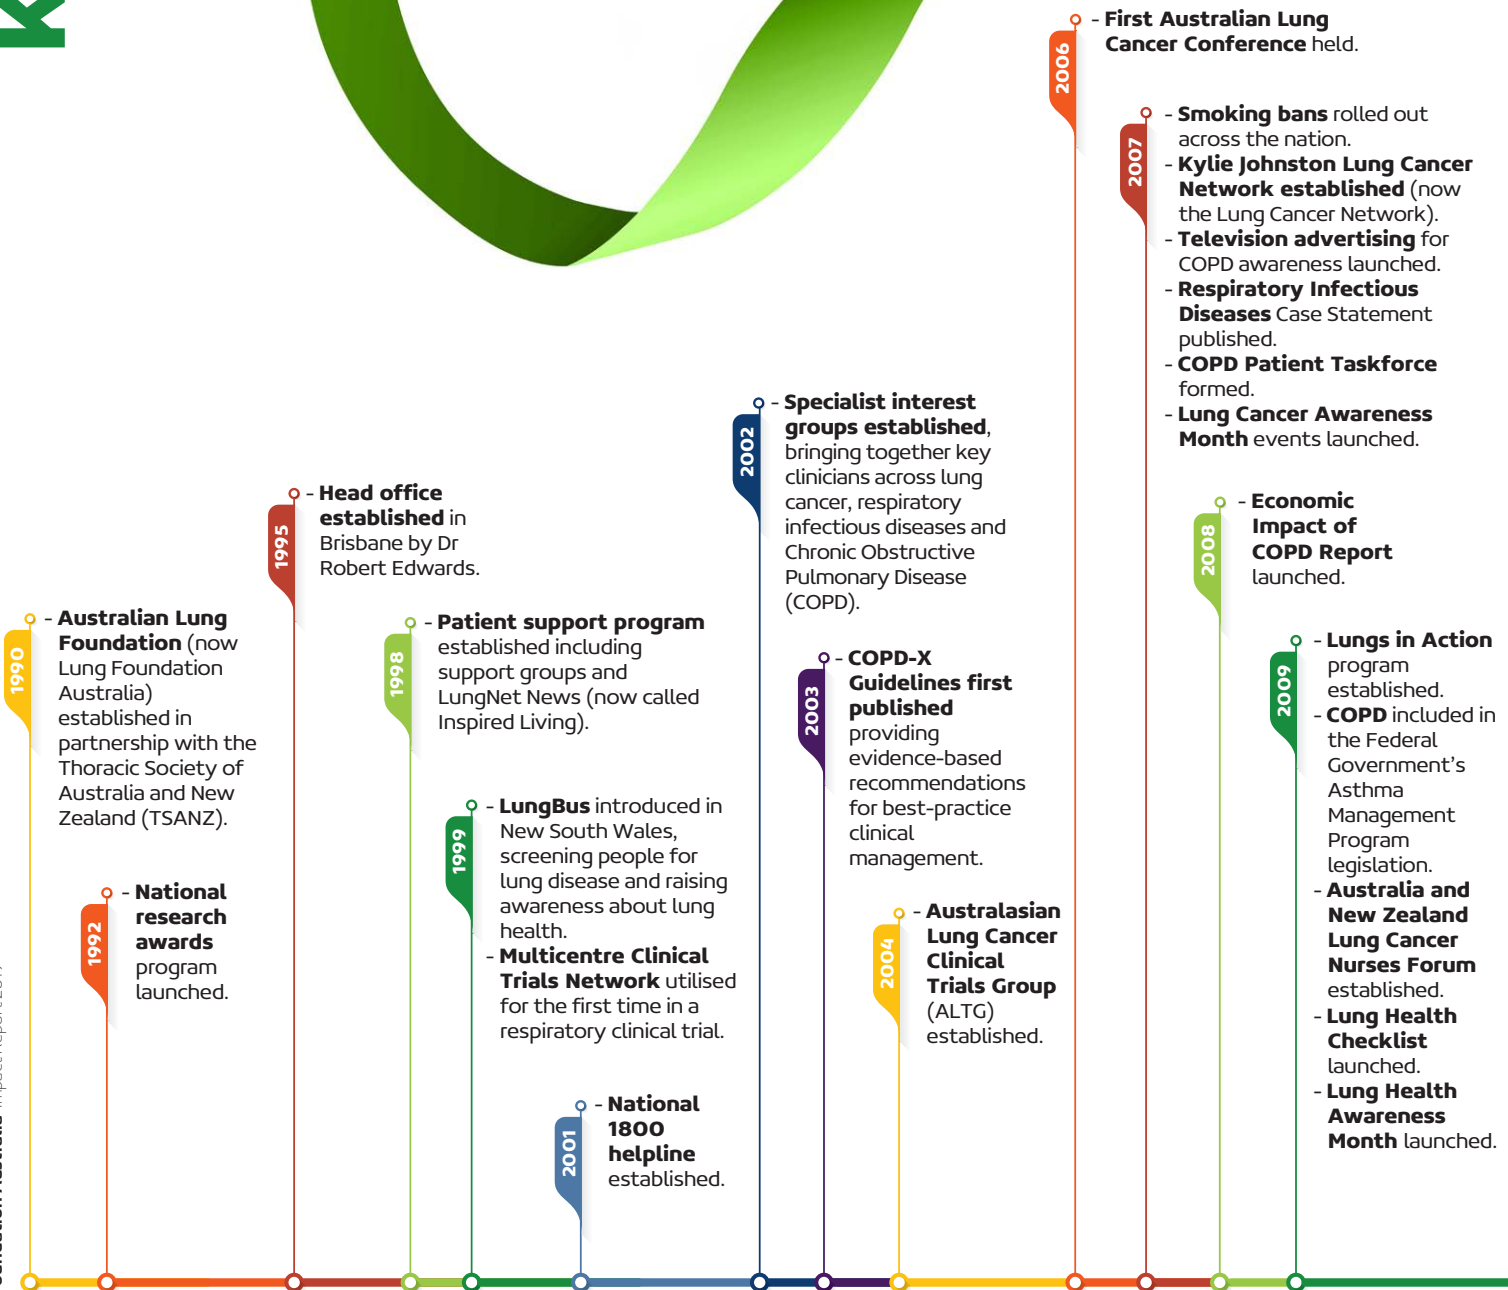 K
1990
- Australian Lung
Foundation (now
Lung Foundation
Australia)
established in
partnership with the
Thoracic Society of
Australia and New
Zealand (TSANZ).
1992
- National
research
awards
program
launched.
1995
- Head office
established in
Brisbane by Dr
Robert Edwards.
1998
- Patient support program
established including
support groups and
LungNet News (now called
Inspired Living).
1999
- LungBus introduced in
New South Wales,
screening people for
lung disease and raising
awareness about lung
health.
- Multicentre Clinical
Trials Network utilised
for the first time in a
respiratory clinical trial.
2001
- National
1800
helpline
established.
2002
- Specialist interest
groups established,
bringing together key
clinicians across lung
cancer, respiratory
infectious diseases and
Chronic Obstructive
Pulmonary Disease
(COPD).
2003
- COPD-X
Guidelines first
published
providing
evidence-based
recommendations
for best-practice
clinical
management.
2004
- Australasian
Lung Cancer
Clinical
Trials Group
(ALTG)
established.
2006
- First Australian Lung
Cancer Conference held.
2007
- Smoking bans rolled out
across the nation.
- Kylie Johnston Lung Cancer
Network established (now
the Lung Cancer Network).
- Television advertising for
COPD awareness launched.
- Respiratory Infectious
Diseases Case Statement
published.
- COPD Patient Taskforce
formed.
- Lung Cancer Awareness
Month events launched.
2008
- Economic
Impact of
COPD Report
launched.
2009
- Lungs in Action
program
established.
- COPD included in
the Federal
Government's
Asthma
Management
Program
legislation.
- Australia and
New Zealand
Lung Cancer
Nurses Forum
established.
- Lung Health
Checklist
launched.
- Lung Health
Awareness
Month launched.